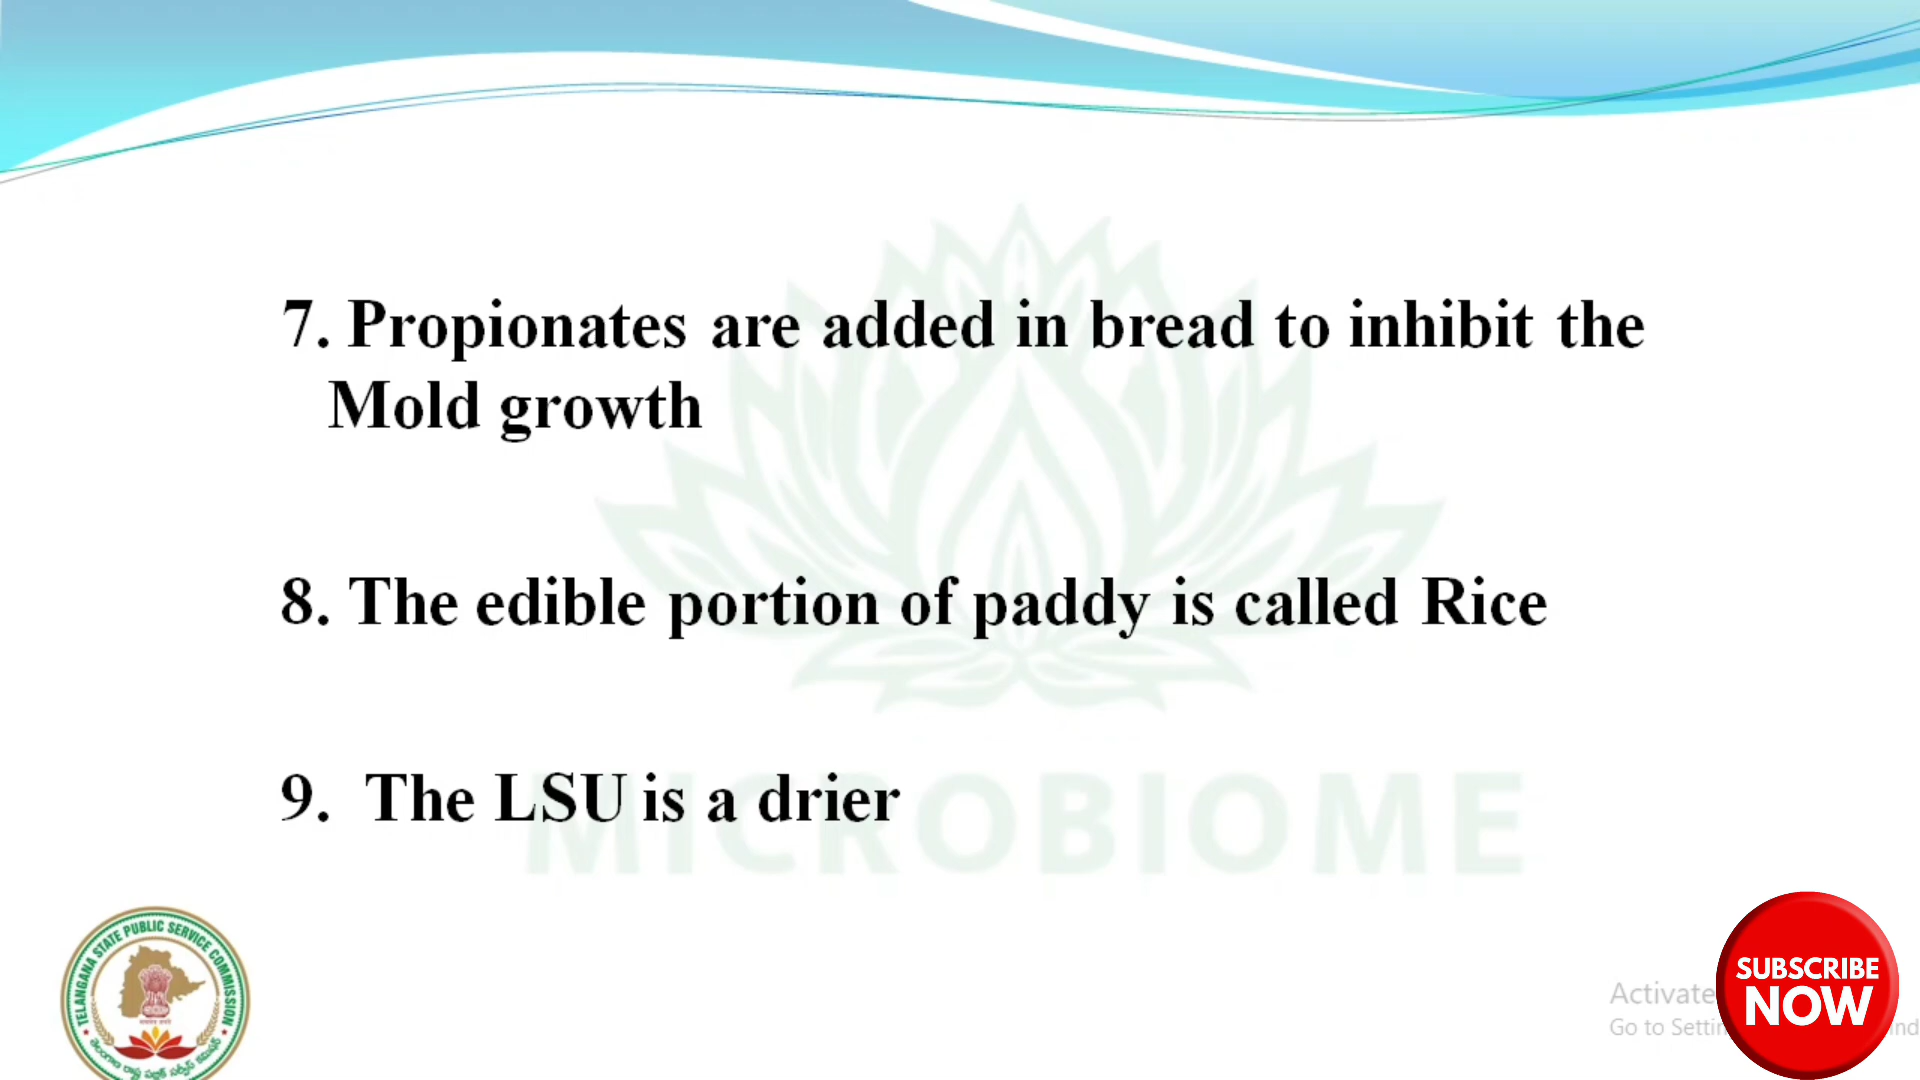 7. Propionates are added in bread to inhibit the
Mold growth
8. The edible portion of paddy is called Rice
9. The LSU is a drier
MICROBIOME
TELANGANA STATE PUBLIC SERVICE COMMISSION
SUBSCRIBE
NOW
Activate
Go to